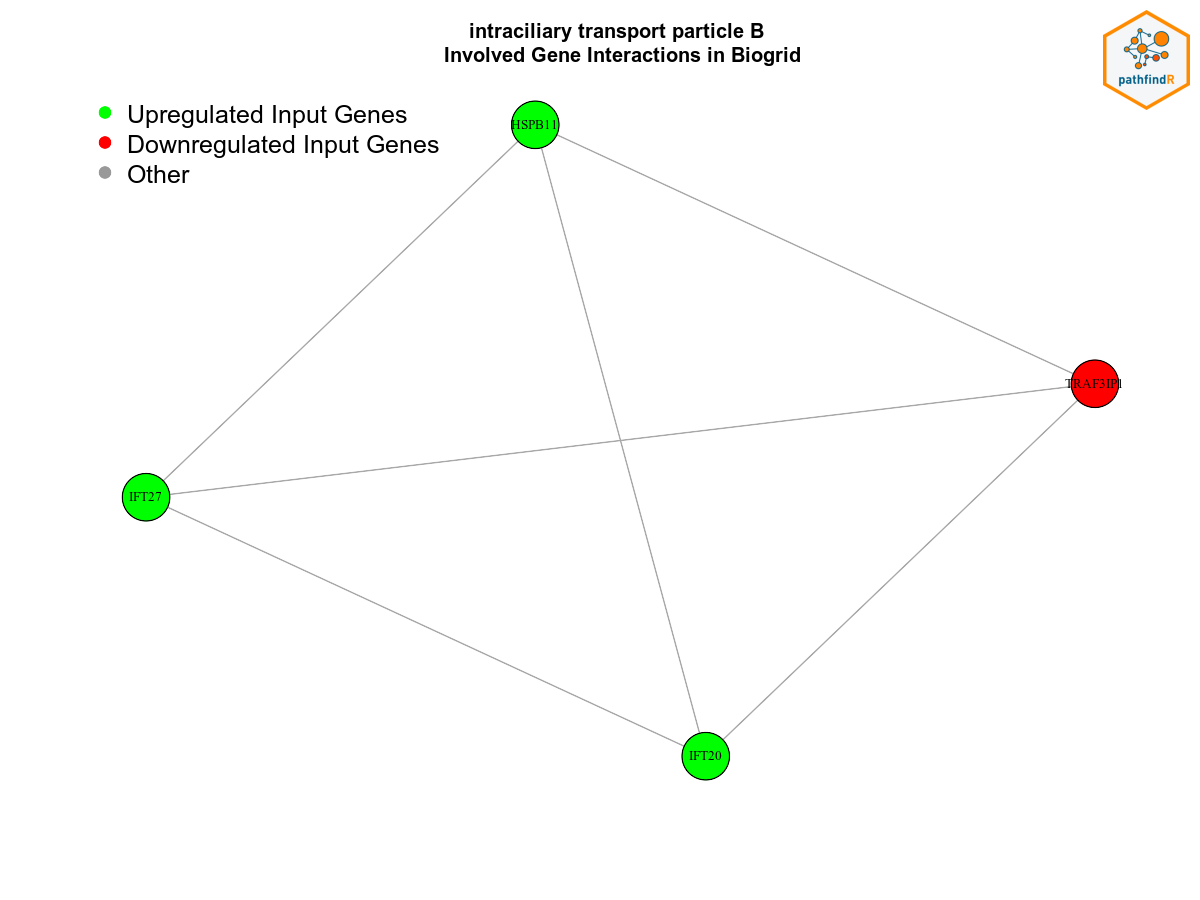 intraciliary transport particle B
Involved Gene Interactions in Biogrid
pathfindR
Upregulated Input Genes
Downregulated Input Genes
Other
HSPB11
TRAF3IP1
IFT27
IFT20